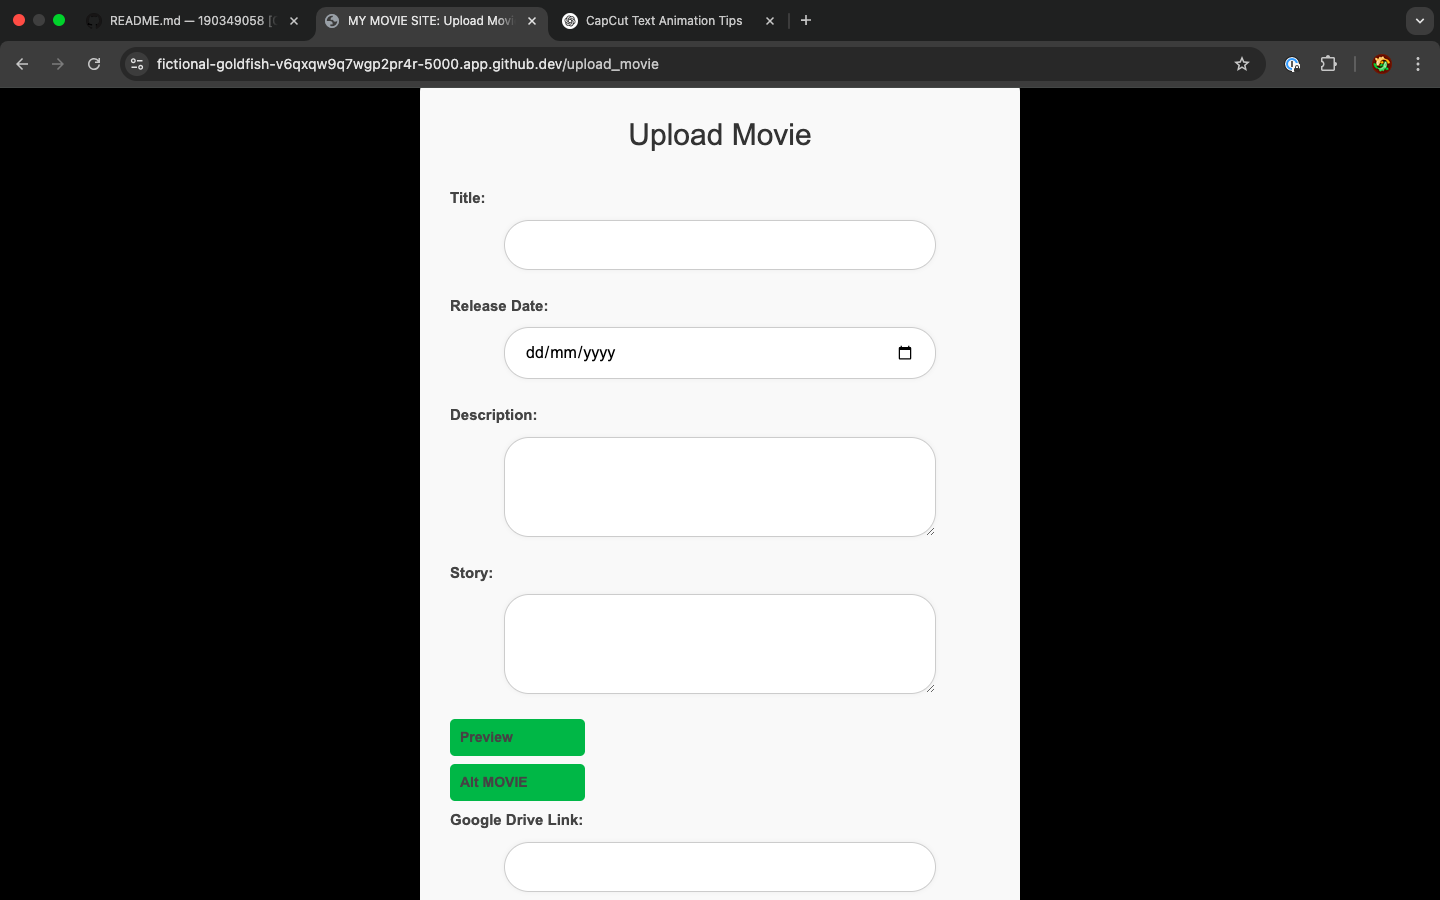 README.md — 190349058 [
MY MOVIE SITE: Upload Movi
CapCut Text Animation Tips
fictional-goldfish-v6qxqw9q7wgp2pr4r-5000.app.github.dev/upload_movie
Upload Movie
Title:
Release Date:
dd/mm/yyyy
Description:
Story:
Preview
Alt MOVIE
Google Drive Link: